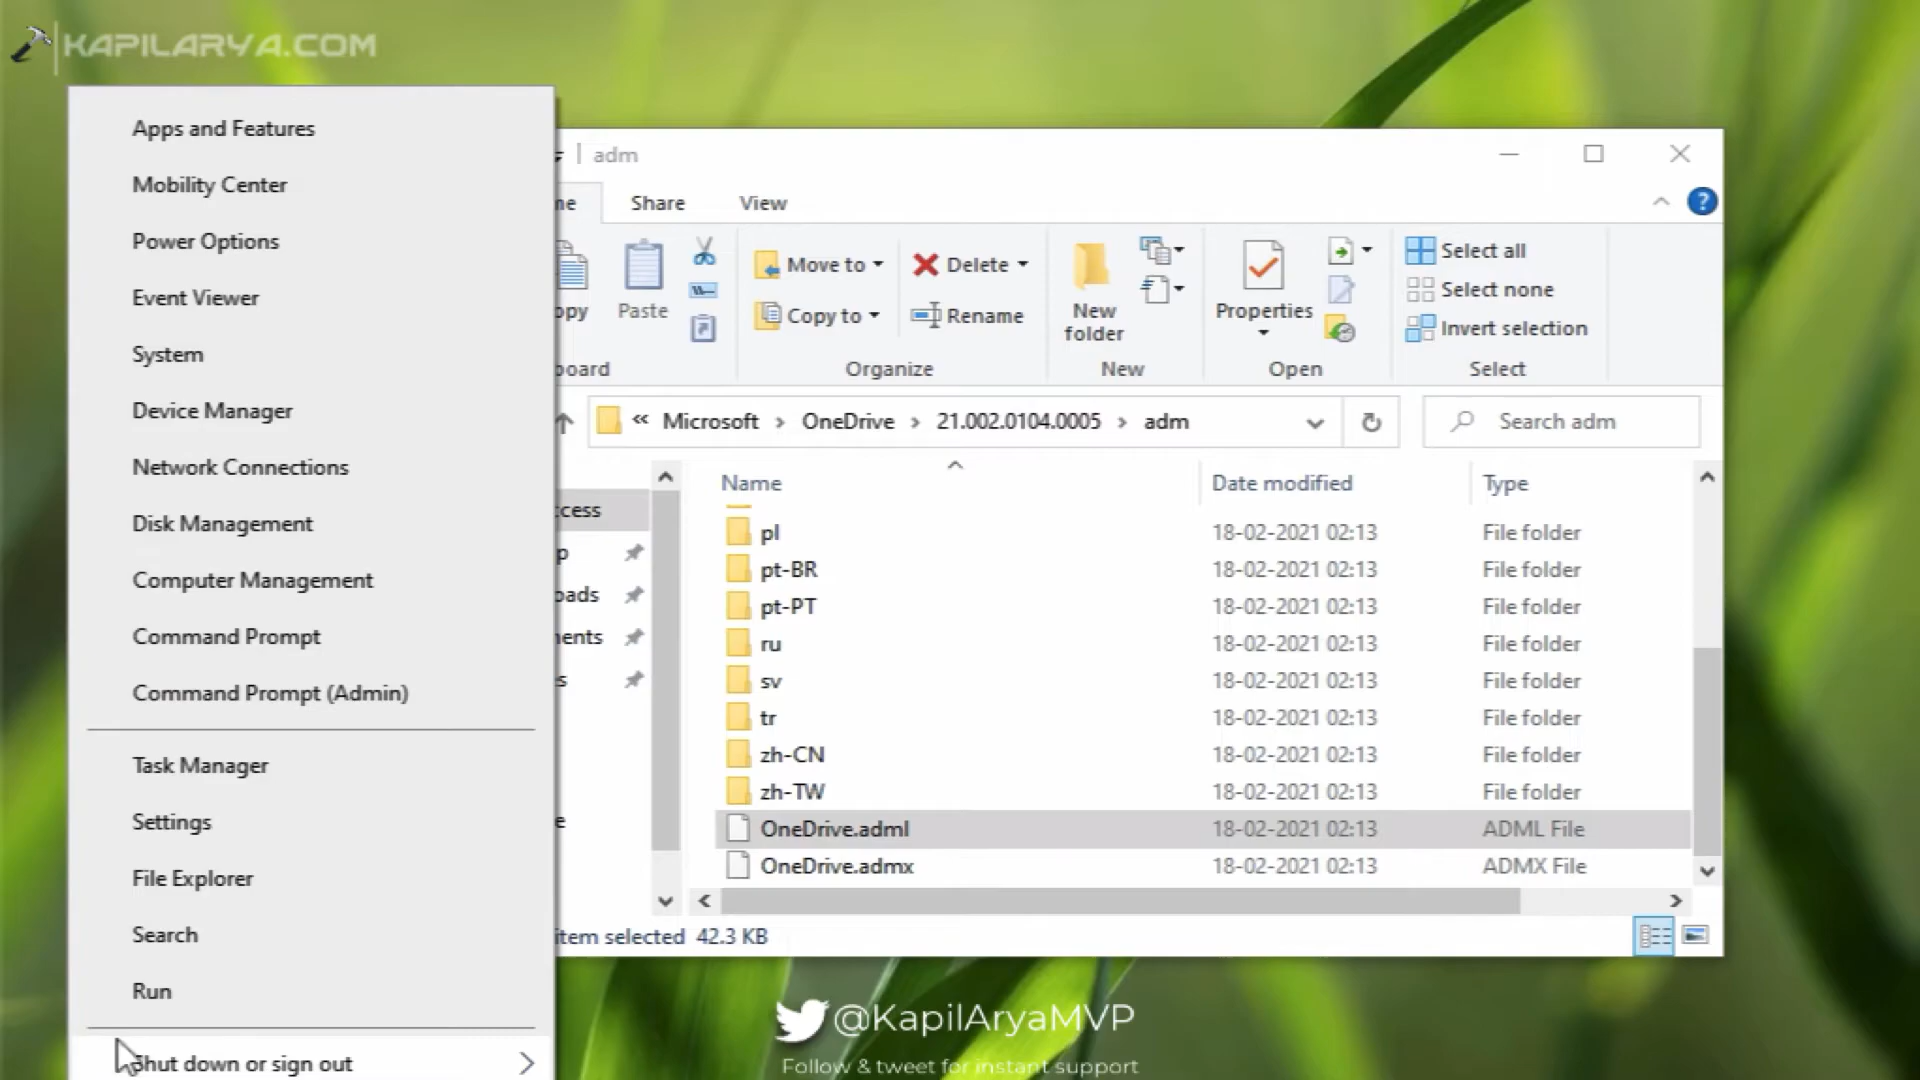 KAPILARYA.COM
Apps and Features
Mobility Center
Power Options
Event Viewer
System
Device Manager
Network Connections
Disk Management
Computer Management
Command Prompt
Command Prompt (Admin)
Task Manager
Settings
File Explorer
Search
Run
Shut down or sign out
adm
me Share View
opy Paste Move to Copy to Delete Rename New folder Properties Select all Select none Invert selection
board Organize New Open Select
« Microsoft › OneDrive › 21.002.0104.0005 › adm
Search adm
ccess
p
oads
ments
s
e
Name Date modified Type
pl 18-02-2021 02:13 File folder
pt-BR 18-02-2021 02:13 File folder
pt-PT 18-02-2021 02:13 File folder
ru 18-02-2021 02:13 File folder
sv 18-02-2021 02:13 File folder
tr 18-02-2021 02:13 File folder
zh-CN 18-02-2021 02:13 File folder
zh-TW 18-02-2021 02:13 File folder
OneDrive.adml 18-02-2021 02:13 ADML File
OneDrive.admx 18-02-2021 02:13 ADMX File
item selected 42.3 KB
@KapilAryaMVP
Follow & tweet for instant support